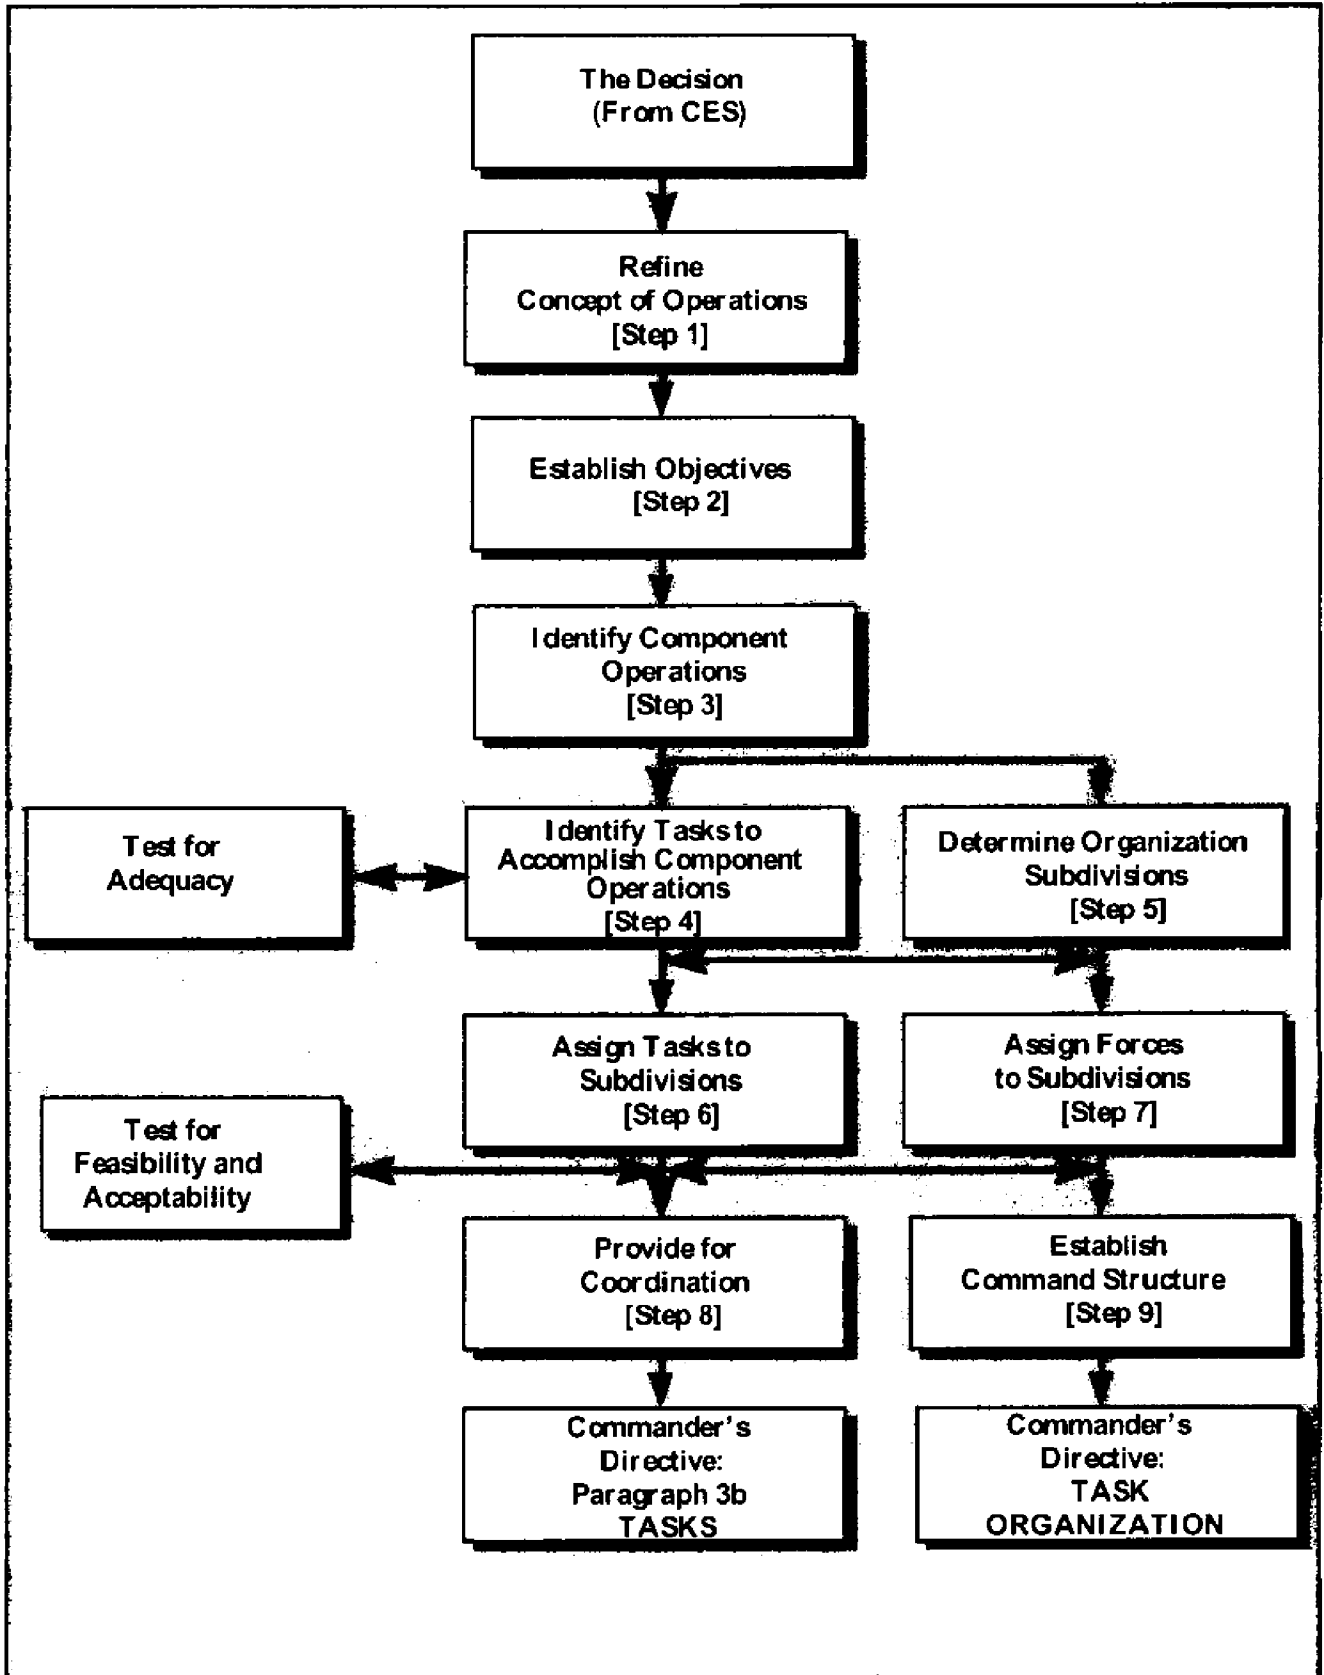 The Decision
(From CES)
Refine
Concept of Operations
[Step 1]
Establish Objectives
[Step 2]
Identify Component
Operations
[Step 3]
Test for
Adequacy
Identify Tasks to
Accomplish Component
Operations
[Step 4]
Determine Organization
Subdivisions
[Step 5]
Assign Tasks to
Subdivisions
[Step 6]
Assign Forces
to Subdivisions
[Step 7]
Test for
Feasibility and
Acceptability
Provide for
Coordination
[Step 8]
Establish
Command Structure
[Step 9]
Commander's
Directive:
Paragraph 3b
TASKS
Commander's
Directive:
TASK
ORGANIZATION